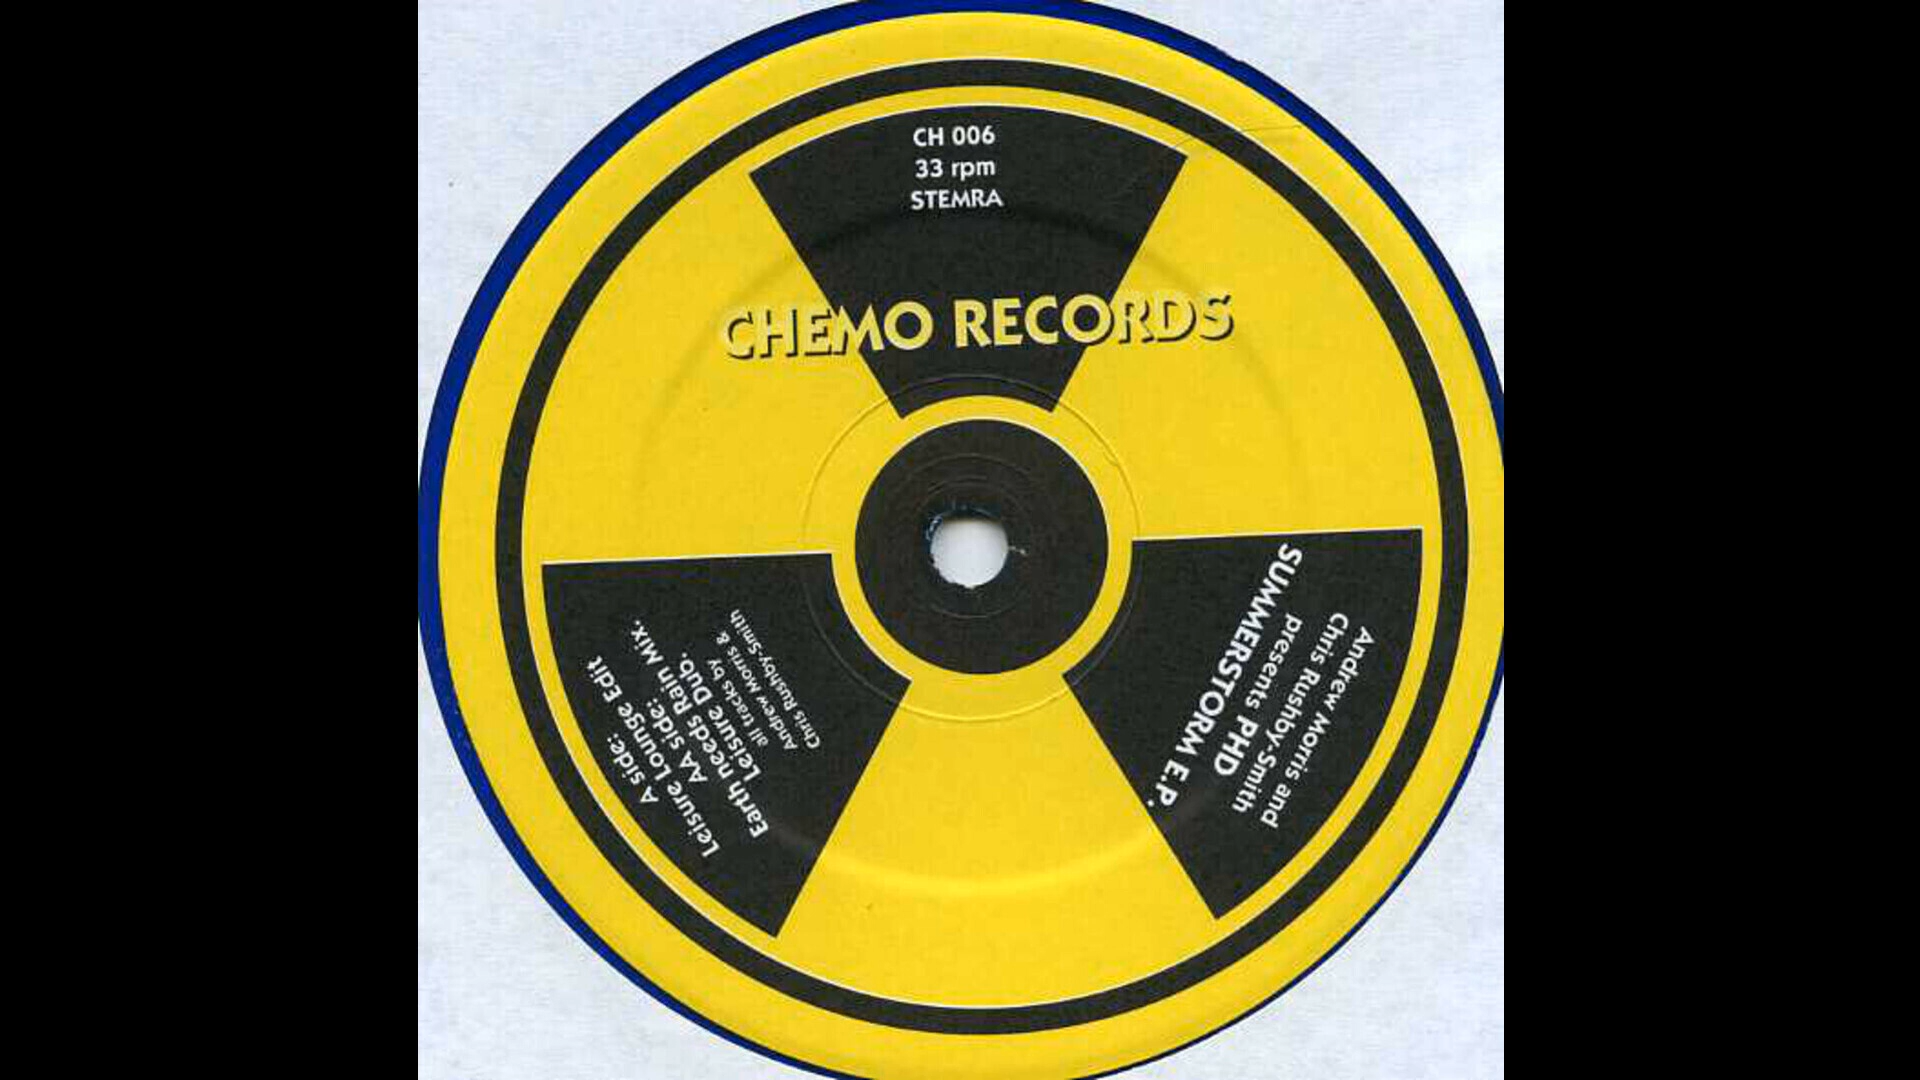 CH 006
33 rpm
STEMRA
CHEMO RECORDS
Andrew Morris and
Chris Rushby-Smith
presents PHD
SUMMERSTORM E.P.
A side:
Leisure Lounge Edit
AA side:
Earth needs Rain Mix.
Leisure Dub.
all tracks by
Andrew Morris &
Chris Rushby-Smith